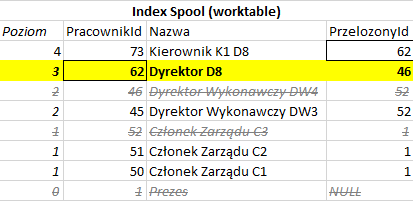 Index Spool (worktable)
Poziom PracownikId Nazwa PrzelozonyId
4 73 Kierownik K1 D8 62
3 62 Dyrektor D8 46
2 46 Dyrektor Wykonawczy DW4 52
2 45 Dyrektor Wykonawczy DW3 52
1 52 Członek Zarządu C3 1
1 51 Członek Zarządu C2 1
1 50 Członek Zarządu C1 1
0 1 Prezes NULL